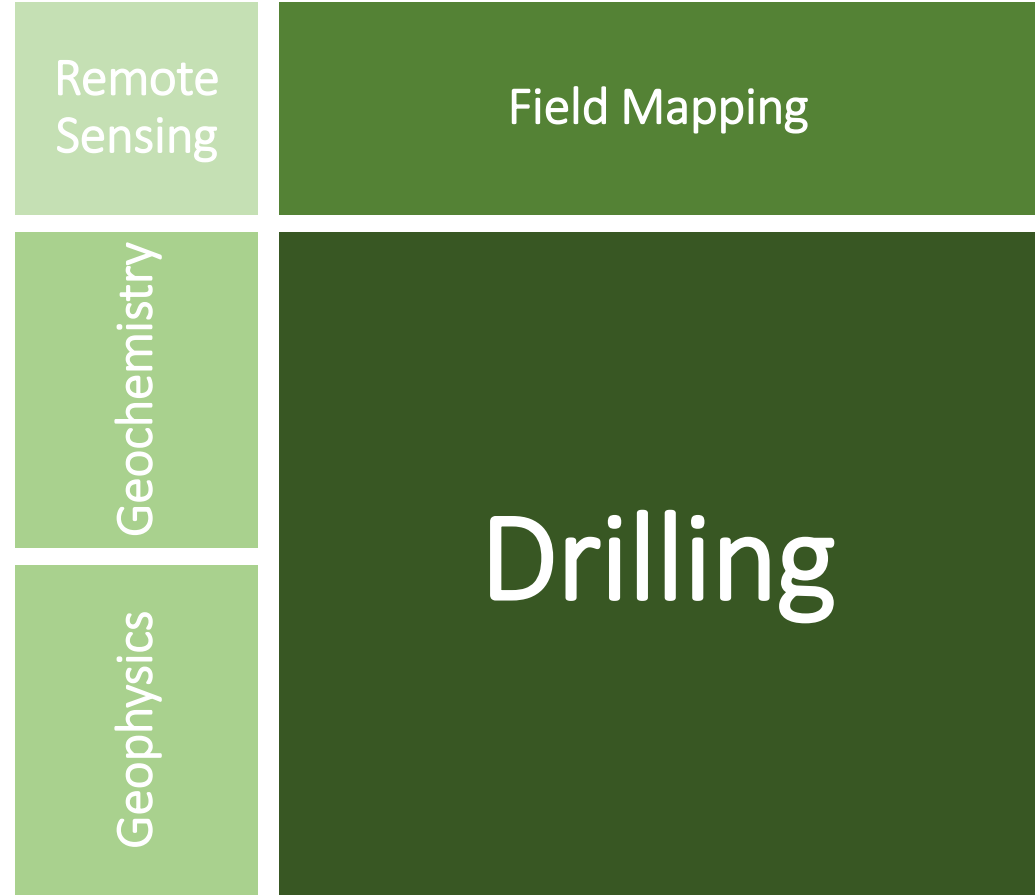 Remote
Sensing
Field Mapping
Geochemistry
Drilling
Geophysics